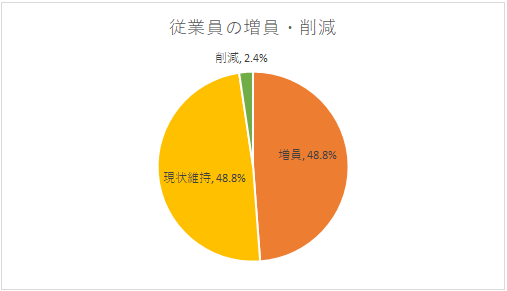 従業員の増員・削減
削減, 2.4%
増員, 48.8%
現状維持, 48.8%